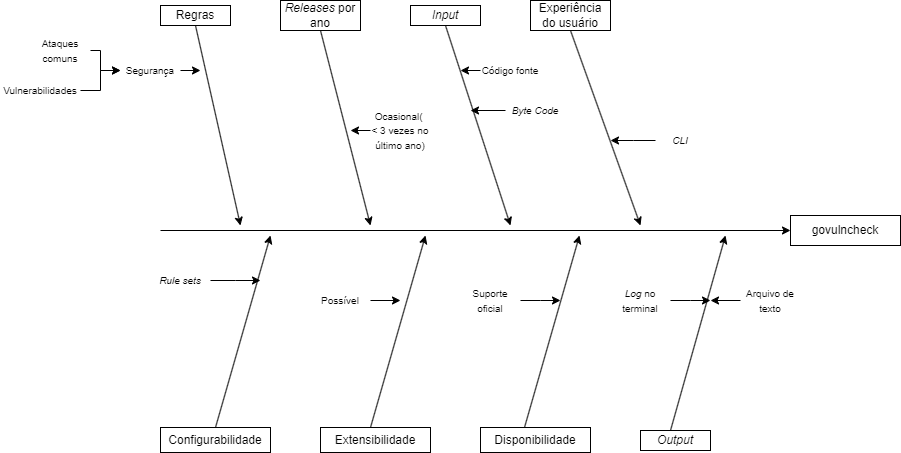 Regras
Releases por
ano
Input
Experiência
do usuário
Ataques
comuns
Vulnerabilidades
Segurança
Ocasional(
< 3 vezes no
último ano)
Código fonte
Byte Code
CLI
govulncheck
Rule sets
Possível
Suporte
oficial
Log no
terminal
Arquivo de
texto
Configurabilidade
Extensibilidade
Disponibilidade
Output